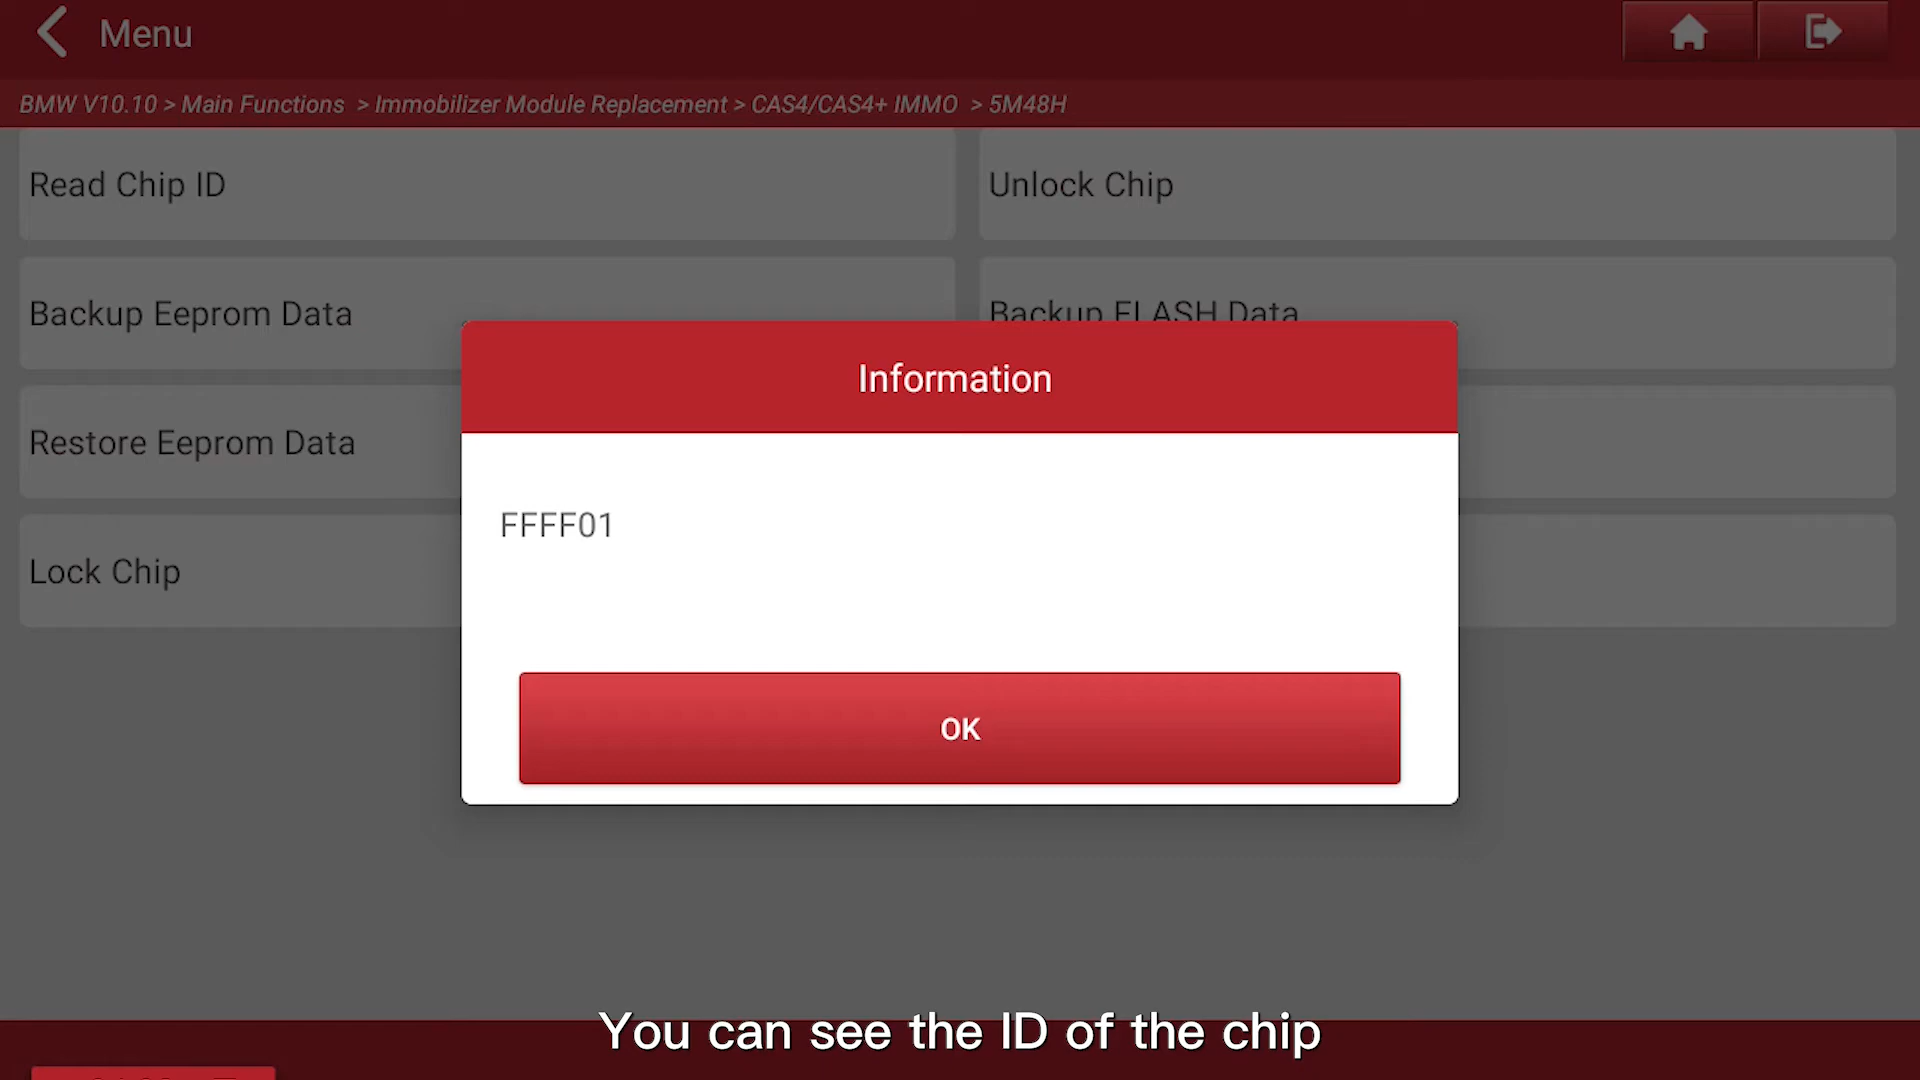 Menu
BMW V10.10 > Main Functions > Immobilizer Module Replacement > CAS4/CAS4+ IMMO > 5M48H
Read Chip ID
Unlock Chip
Backup Eeprom Data
Backup FLASH Data
Restore Eeprom Data
Lock Chip
Information
FFFF01
OK
You can see the ID of the chip